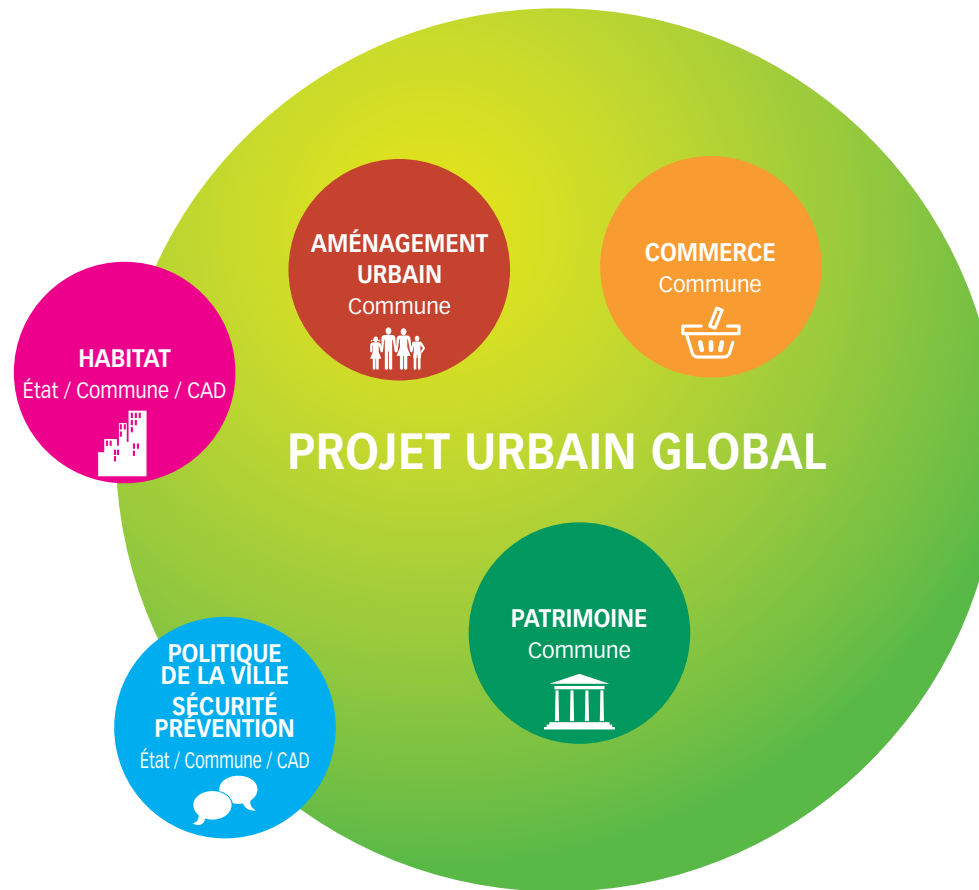 AMÉNAGEMENT
URBAIN
Commune
COMMERCE
Commune
HABITAT
État / Commune / CAD
PROJET URBAIN GLOBAL
PATRIMOINE
Commune
POLITIQUE
DE LA VILLE
SÉCURITÉ
PRÉVENTION
État / Commune / CAD